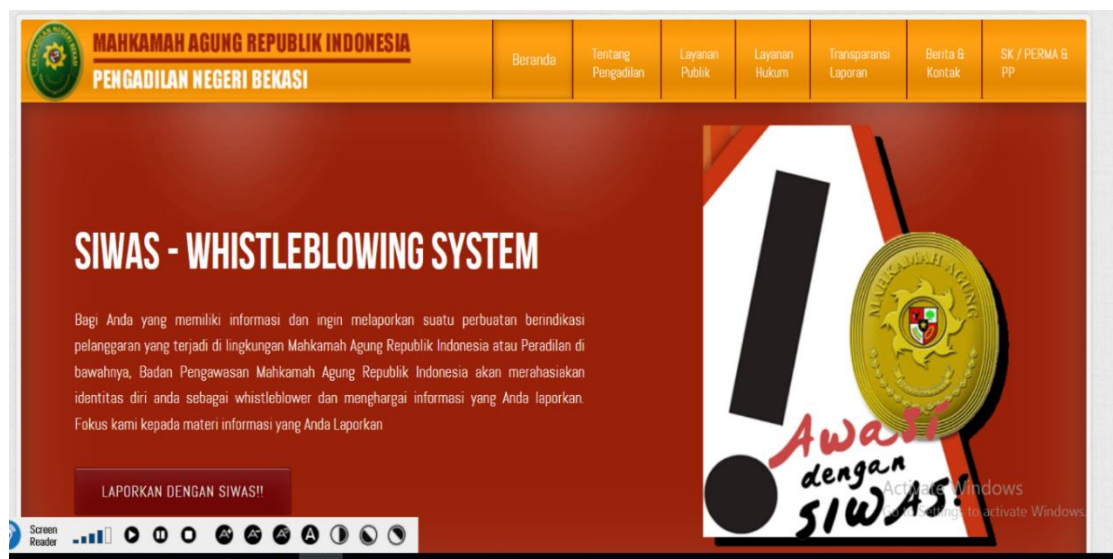 MAHKAMAH AGUNG REPUBLIK INDONESIA
PENGADILAN NEGERI BEKASI
Beranda
Tentang
Pengadilan
Layanan
Publik
Layanan
Hukum
Transparansi
Laporan
Berita &
Kontak
SK / PERMA &
PP
SIWAS - WHISTLEBLOWING SYSTEM
Bagi Anda yang memiliki informasi dan ingin melaporkan suatu perbuatan berindikasi
pelanggaran yang terjadi di lingkungan Mahkamah Agung Republik Indonesia atau Peradilan di
bawahnya, Badan Pengawasan Mahkamah Agung Republik Indonesia akan merahasiakan
identitas diri anda sebagai whistleblower dan menghargai informasi yang Anda laporkan.
Fokus kami kepada materi informasi yang Anda Laporkan
LAPORKAN DENGAN SIWAS!!
MAHKAMAH AGUNG
Awasi
dengan
SIWAS!
Activate Windows
Go to Settings to activate Windows.
Screen
Reader